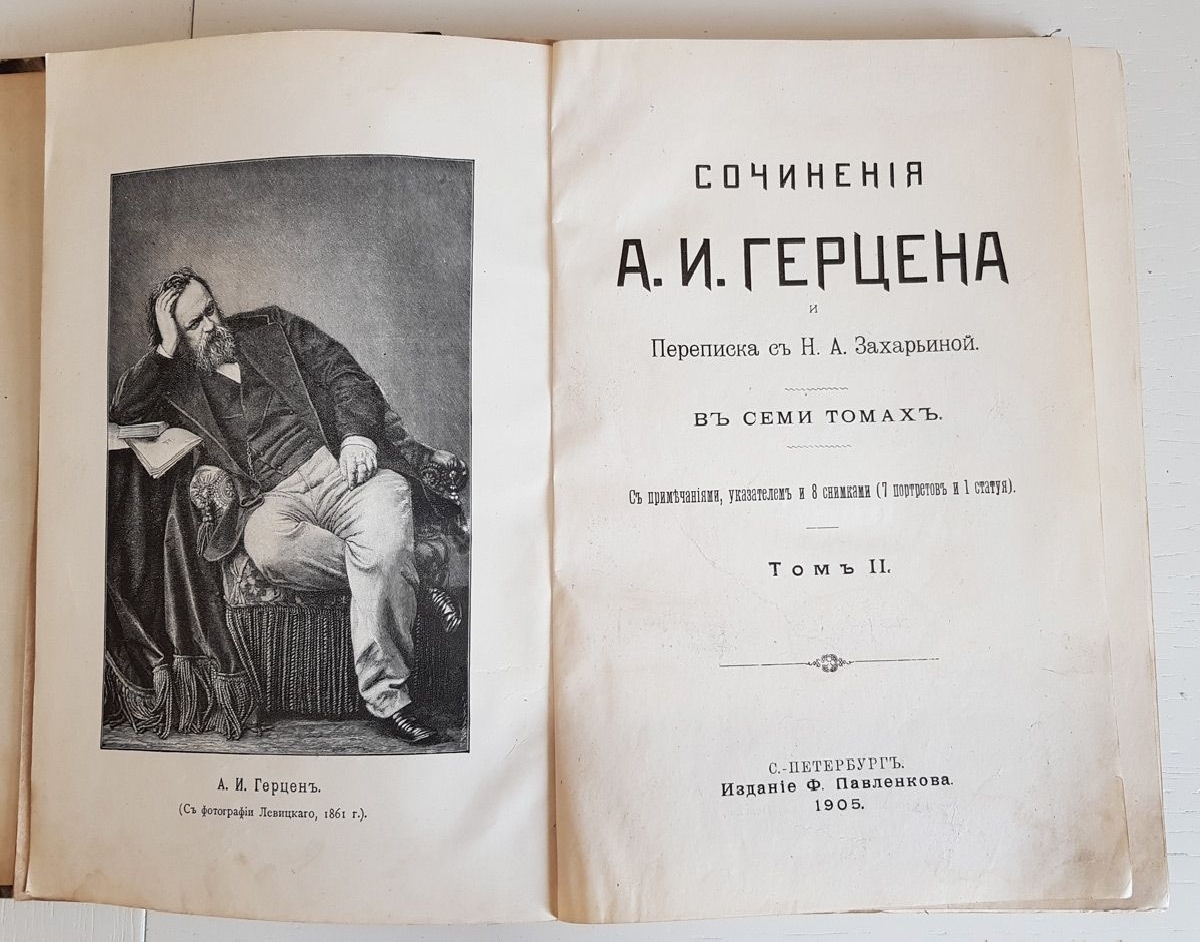 А. И. Герценъ.
(Съ фотографіи Левицкаго, 1861 г.).
СОЧИНЕНІЯ
А. И. ГЕРЦЕНА
и
Переписка съ Н. А. Захарьиной.
ВЪ СЕМИ ТОМАХЪ.
Съ примѣчаніями, указателемъ и 8 снимками (7 портретовъ и 1 статуя).
Томъ II.
С.-ПЕТЕРБУРГЪ.
Изданіе Ф. Павленкова.
1905.